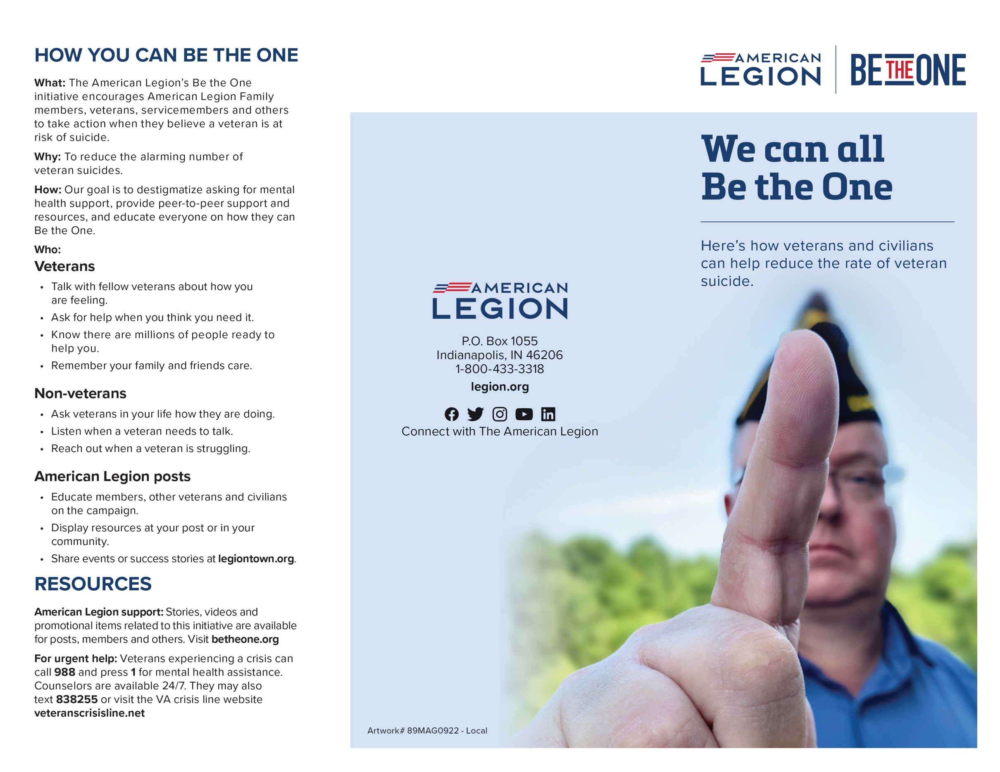 HOW YOU CAN BE THE ONE
What: The American Legion’s Be the One
initiative encourages American Legion Family
members, veterans, servicemembers and others
to take action when they believe a veteran is at
risk of suicide.
Why: To reduce the alarming number of
veteran suicides.
How: Our goal is to destigmatize asking for mental
health support, provide peer-to-peer support and
resources, and educate everyone on how they can
Be the One.
Who:
Veterans
• Talk with fellow veterans about how you
are feeling.
• Ask for help when you think you need it.
• Know there are millions of people ready to
help you.
• Remember your family and friends care.
Non-veterans
• Ask veterans in your life how they are doing.
• Listen when a veteran needs to talk.
• Reach out when a veteran is struggling.
American Legion posts
• Educate members, other veterans and civilians
on the campaign.
• Display resources at your post or in your
community.
• Share events or success stories at legiontown.org.
RESOURCES
American Legion support: Stories, videos and
promotional items related to this initiative are available
for posts, members and others. Visit betheone.org
For urgent help: Veterans experiencing a crisis can
call 988 and press 1 for mental health assistance.
Counselors are available 24/7. They may also
text 838255 or visit the VA crisis line website
veteranscrisisline.net
AMERICAN
LEGION
P.O. Box 1055
Indianapolis, IN 46206
1-800-433-3318
legion.org
Connect with The American Legion
Artwork# 89MAG0922 - Local
AMERICAN
LEGION
BE THE ONE
We can all
Be the One
Here’s how veterans and civilians
can help reduce the rate of veteran
suicide.